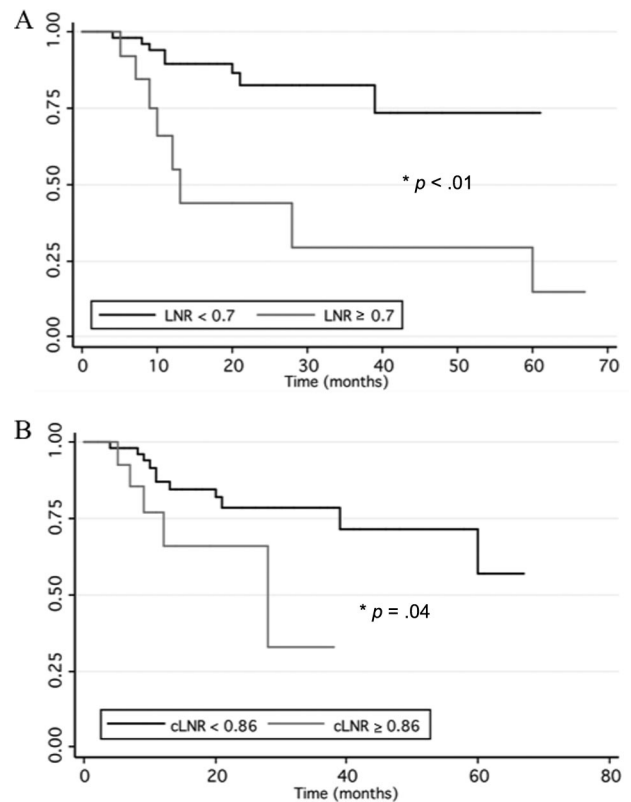 A
1.00
0.75
0.50
0.25
0.00
* p < .01
LNR < 0.7 LNR ≥ 0.7
0 10 20 30 40 50 60 70
Time (months)
B
1.00
0.75
0.50
0.25
0.00
* p = .04
cLNR < 0.86 cLNR ≥ 0.86
0 20 40 60 80
Time (months)